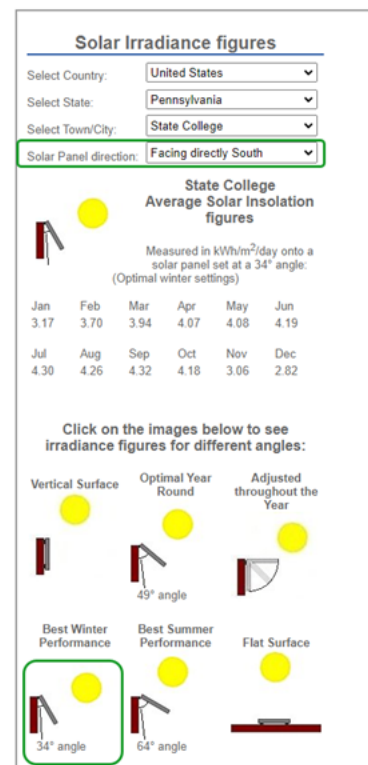 Solar Irradiance figures
Select Country: United States
Select State: Pennsylvania
Select Town/City: State College
Solar Panel direction: Facing directly South
State College
Average Solar Insolation
figures
Measured in kWh/m²/day onto a
solar panel set at a 34° angle:
(Optimal winter settings)
Jan Feb Mar Apr May Jun
3.17 3.70 3.94 4.07 4.08 4.19
Jul Aug Sep Oct Nov Dec
4.30 4.26 4.32 4.18 3.06 2.82
Click on the images below to see
irradiance figures for different angles:
Vertical Surface
Optimal Year
Round
Adjusted
throughout the
Year
49° angle
Best Winter
Performance
Best Summer
Performance
Flat Surface
34° angle
64° angle